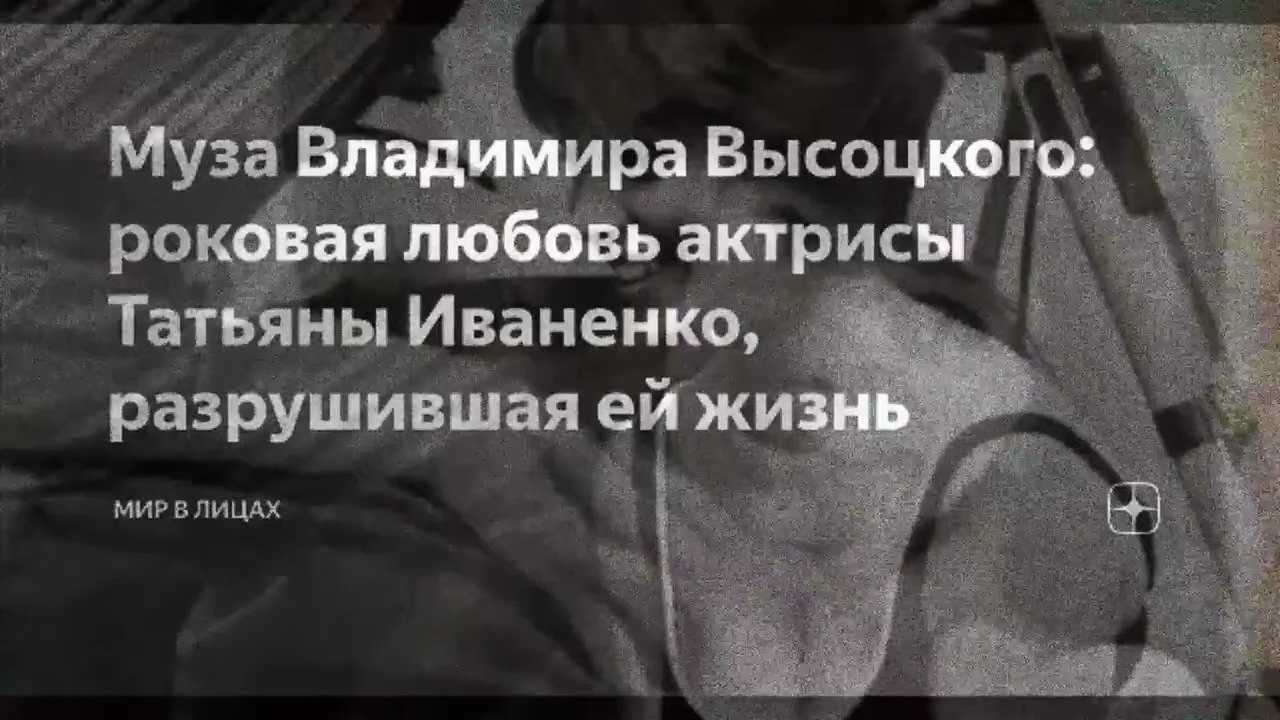 Муза Владимира Высоцкого:
роковая любовь актрисы
Татьяны Иваненко,
разрушившая ей жизнь
МИР В ЛИЦАХ